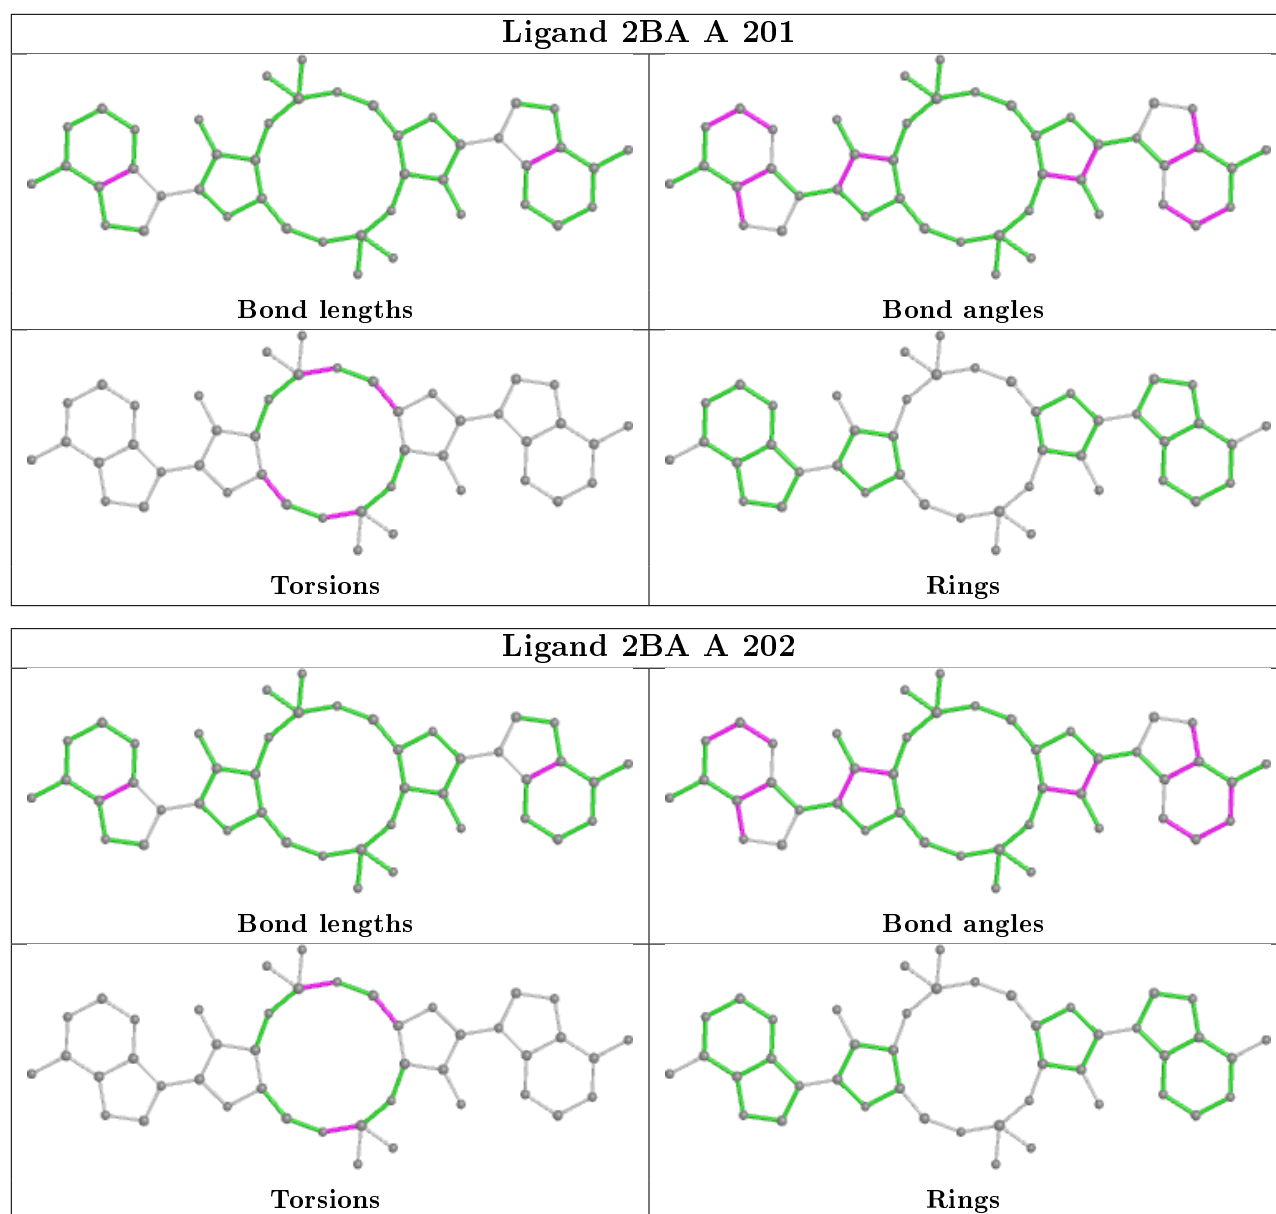 Ligand 2BA A 201
Bond lengths
Bond angles
Torsions
Rings
Ligand 2BA A 202
Bond lengths
Bond angles
Torsions
Rings